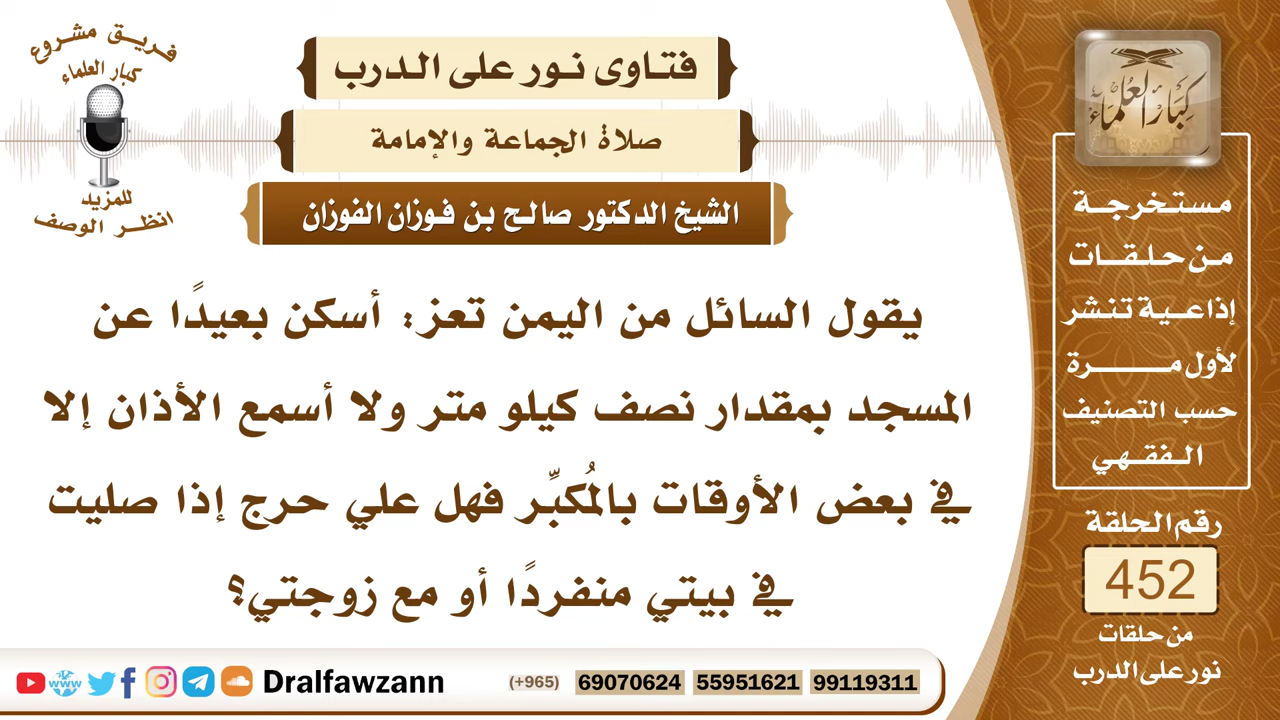 فريق مشروع
كبار العلماء
للمزيد
انظر الوصف
فتاوى نور على الدرب
صلاة الجماعة والإمامة
الشيخ الدكتور صالح بن فوزان الفوزان
يقول السائل من اليمن تعز: أسكن بعيدًا عن
المسجد بمقدار نصف كيلو متر ولا أسمع الأذان إلا
في بعض الأوقات بالمُكبِّر فهل علي حرج إذا صليت
في بيتي منفردًا أو مع زوجتي؟
كِبَارُ العُلَمَاءِ
مستخرجة
من حلقات
إذاعية تنشر
لأول مرة
حسب التصنيف
الفقهي
رقم الحلقة
452
من حلقات
نور على الدرب
www
Dralfawzann
(+965) 69070624 55951621 99119311